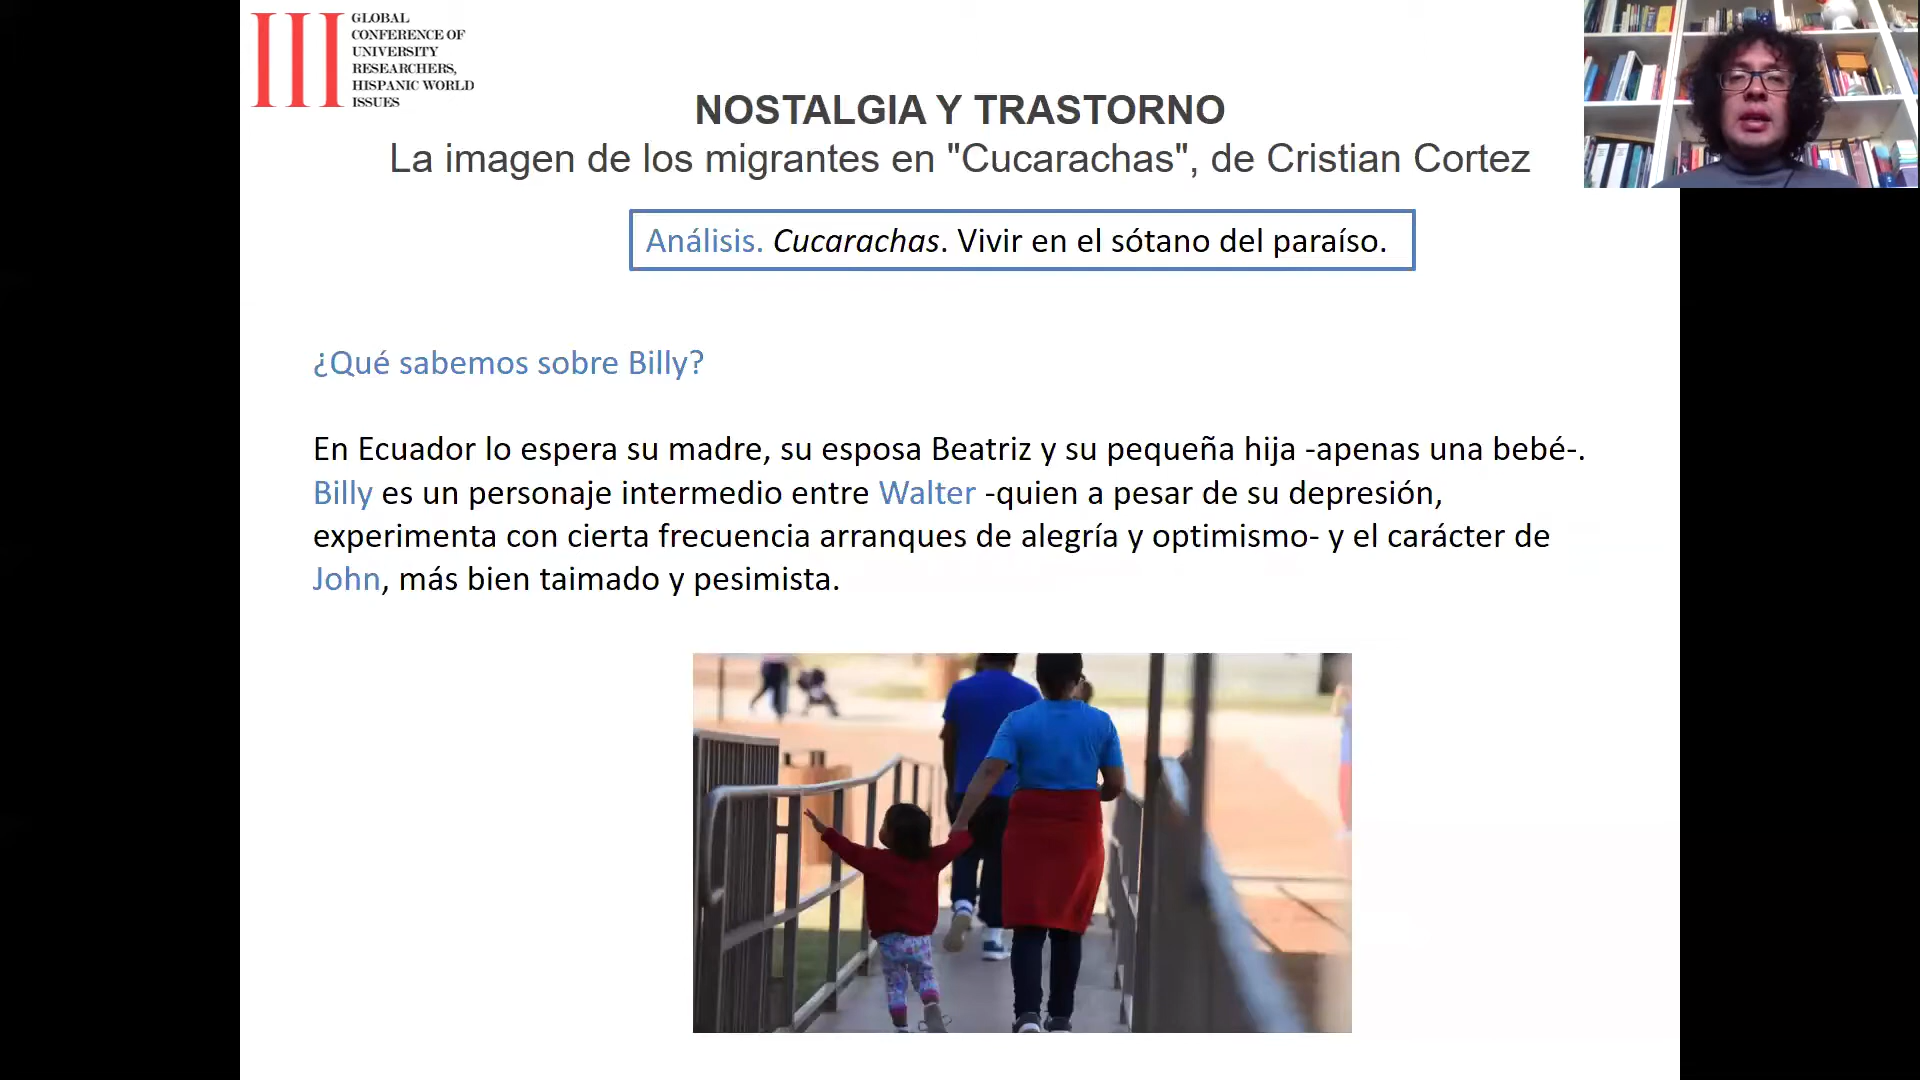 GLOBAL
CONFERENCE OF
UNIVERSITY
RESEARCHERS,
HISPANIC WORLD
ISSUES
III
NOSTALGIA Y TRASTORNO
La imagen de los migrantes en "Cucarachas", de Cristian Cortez
Análisis. Cucarachas. Vivir en el sótano del paraíso.
¿Qué sabemos sobre Billy?
En Ecuador lo espera su madre, su esposa Beatriz y su pequeña hija -apenas una bebé-.
Billy es un personaje intermedio entre Walter -quien a pesar de su depresión,
experimenta con cierta frecuencia arranques de alegría y optimismo- y el carácter de
John, más bien taimado y pesimista.